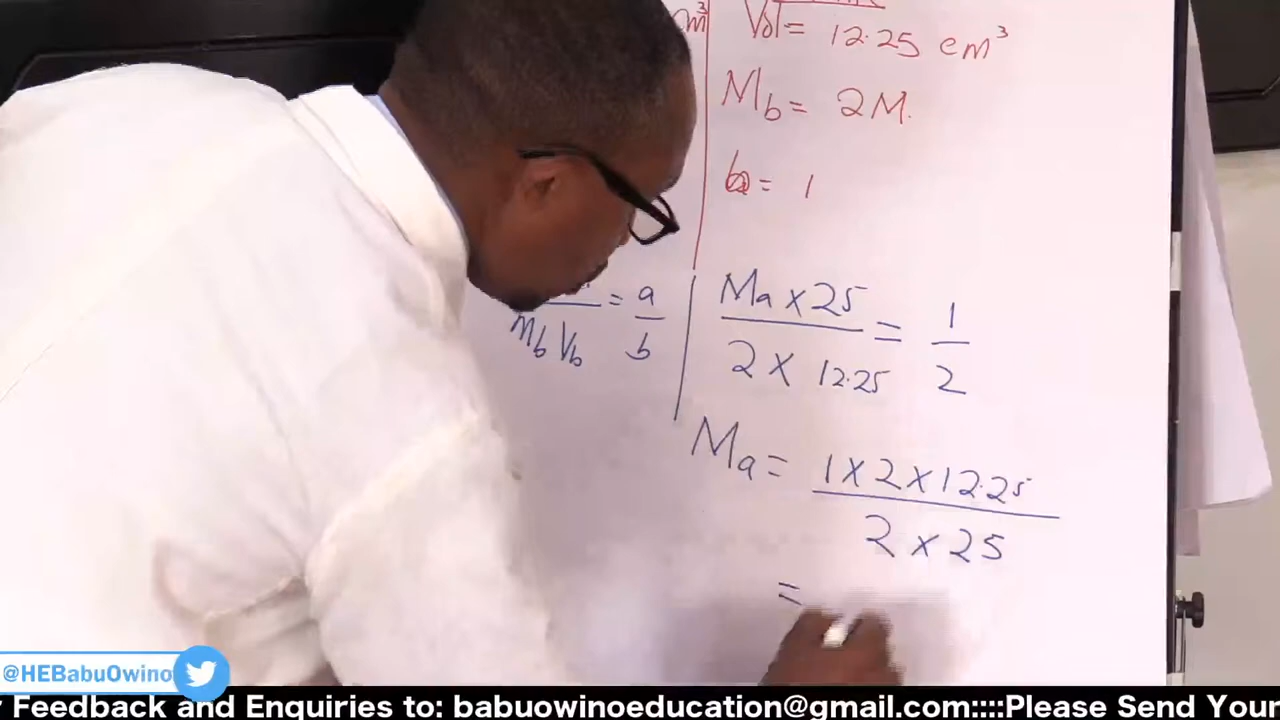 m³
Vol = 12.25 cm³
Mb = 2M.
b = 1
Mb Vb = a/b
Ma x 25 / 2 x 12.25 = 1/2
Ma = 1 x 2 x 12.25 / 2 x 25
=
@HEBabuOwino
r Feedback and Enquiries to: babuowinoeducation@gmail.com::::Please Send Your